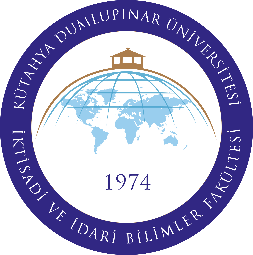 KÜTAHYA DUMLUPINAR ÜNİVERSİTESİ
1974
İKTİSADİ VE İDARİ BİLİMLER FAKÜLTESİ